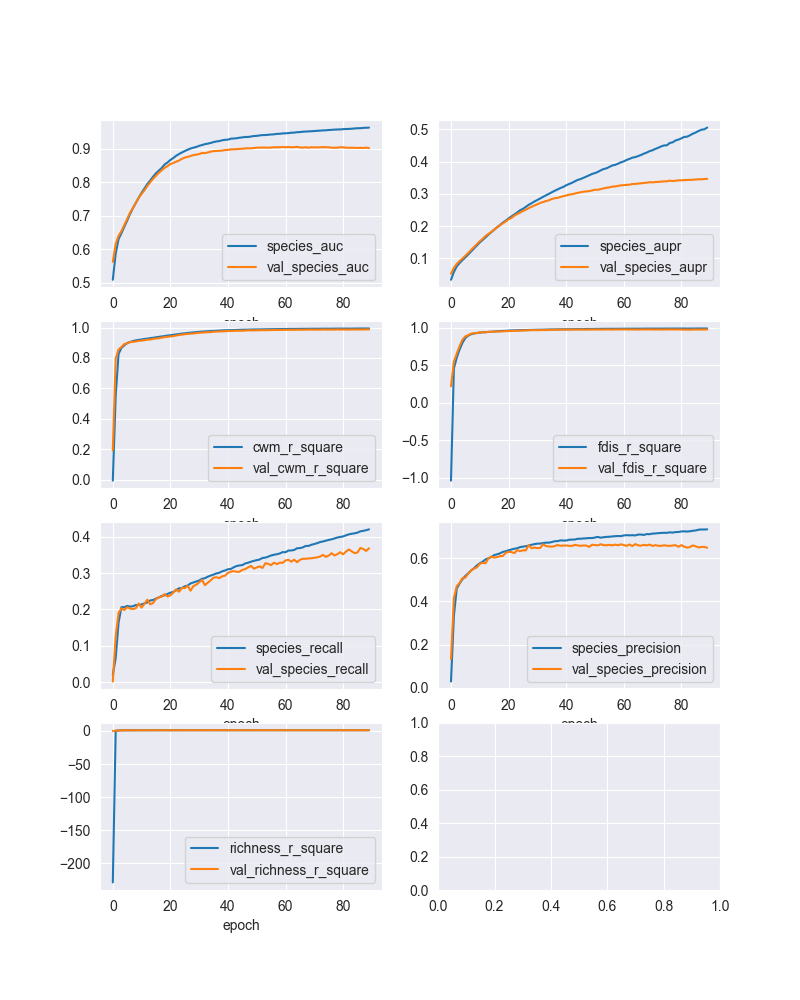 0.9
0.8
0.7
0.6
0.5
species_auc
val_species_auc
0 20 40 60 80
epoch
0.5
0.4
0.3
0.2
0.1
species_aupr
val_species_aupr
0 20 40 60 80
epoch
1.0
0.8
0.6
0.4
0.2
0.0
cwm_r_square
val_cwm_r_square
0 20 40 60 80
epoch
1.0
0.5
0.0
−0.5
−1.0
fdis_r_square
val_fdis_r_square
0 20 40 60 80
epoch
0.4
0.3
0.2
0.1
0.0
species_recall
val_species_recall
0 20 40 60 80
epoch
0.6
0.4
0.2
0.0
species_precision
val_species_precision
0 20 40 60 80
epoch
0
−50
−100
−150
−200
richness_r_square
val_richness_r_square
0 20 40 60 80
epoch
1.0
0.8
0.6
0.4
0.2
0.0
0.0 0.2 0.4 0.6 0.8 1.0